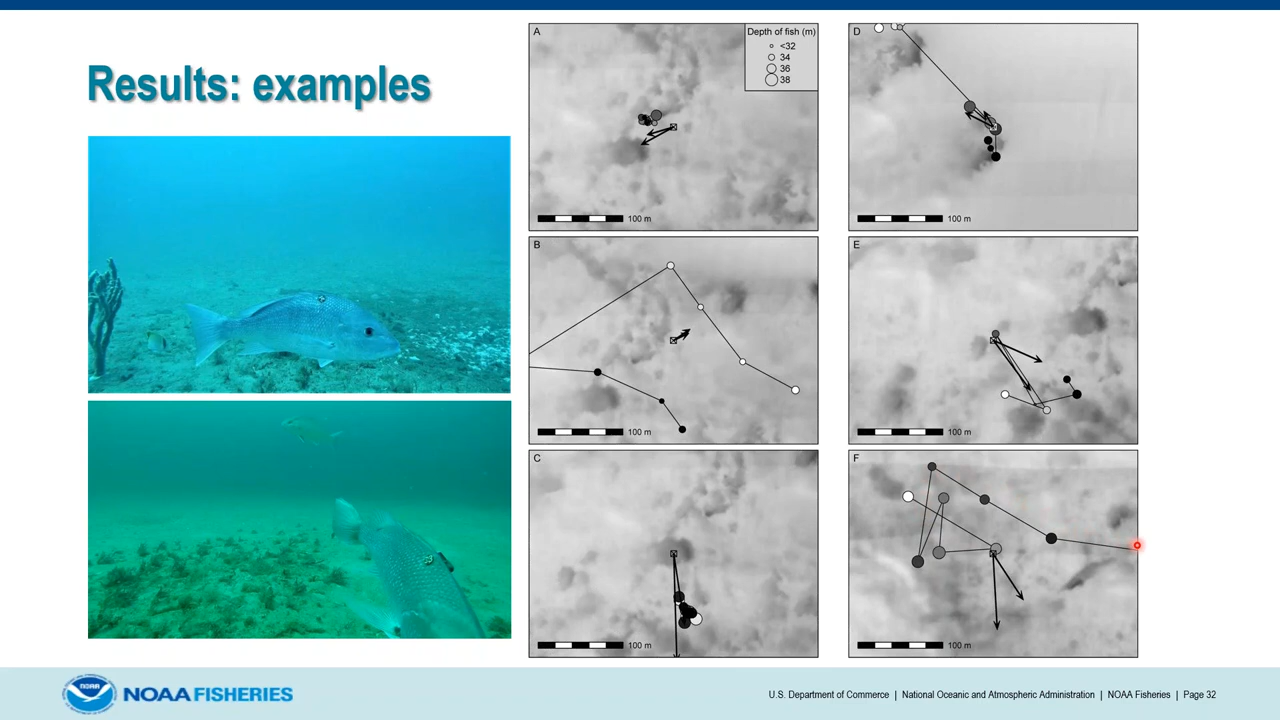 Results: examples
A
Depth of fish (m)
<32
34
36
38
100 m
D
100 m
B
100 m
E
100 m
C
100 m
F
100 m
NOAA
NOAA FISHERIES
U.S. Department of Commerce | National Oceanic and Atmospheric Administration | NOAA Fisheries | Page 32